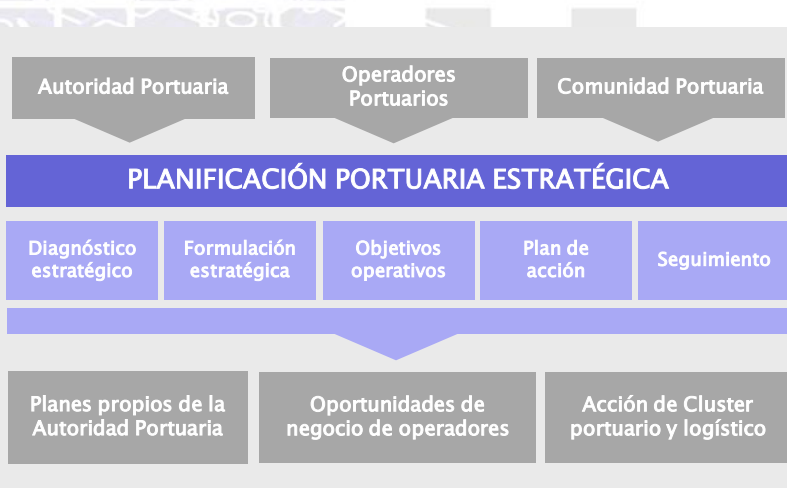 Autoridad Portuaria
Operadores
Portuarios
Comunidad Portuaria
PLANIFICACIÓN PORTUARIA ESTRATÉGICA
Diagnóstico
estratégico
Formulación
estratégica
Objetivos
operativos
Plan de
acción
Seguimiento
Planes propios de la
Autoridad Portuaria
Oportunidades de
negocio de operadores
Acción de Cluster
portuario y logístico